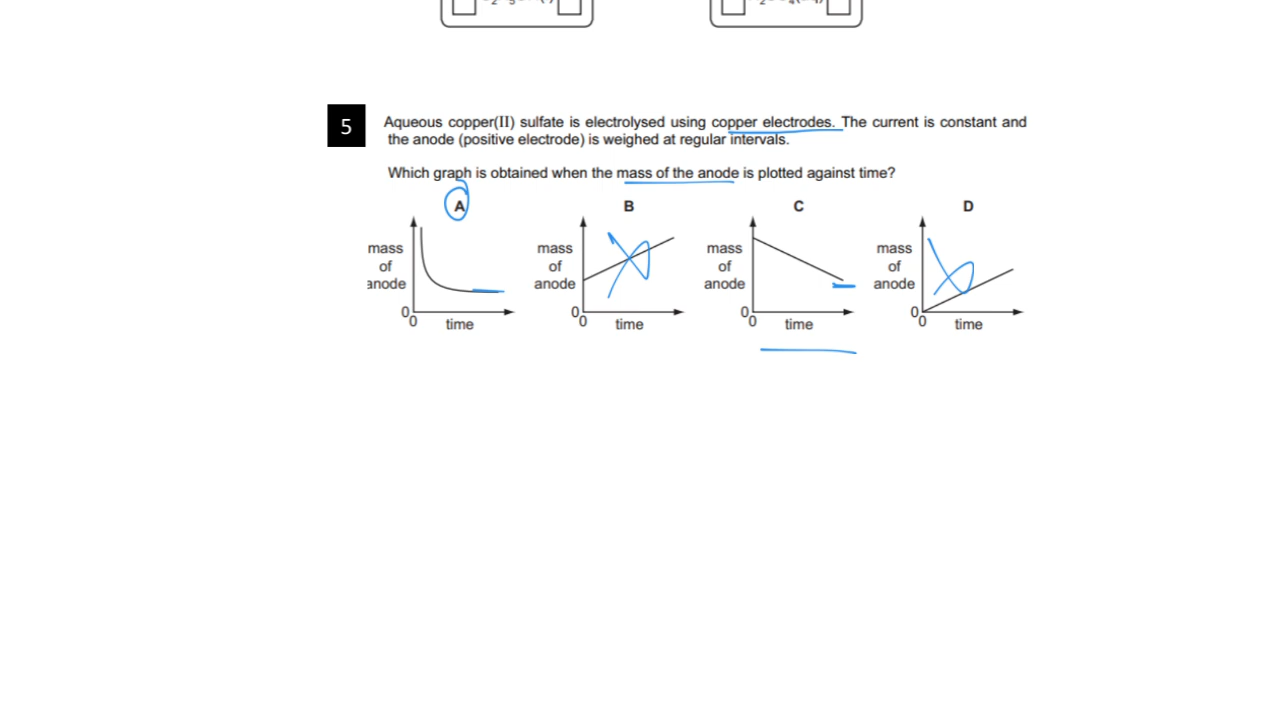 5
Aqueous copper(II) sulfate is electrolysed using copper electrodes. The current is constant and
the anode (positive electrode) is weighed at regular intervals.
Which graph is obtained when the mass of the anode is plotted against time?
A
B
C
D
mass
of
anode
0
0
time
mass
of
anode
0
0
time
mass
of
anode
0
0
time
mass
of
anode
0
0
time